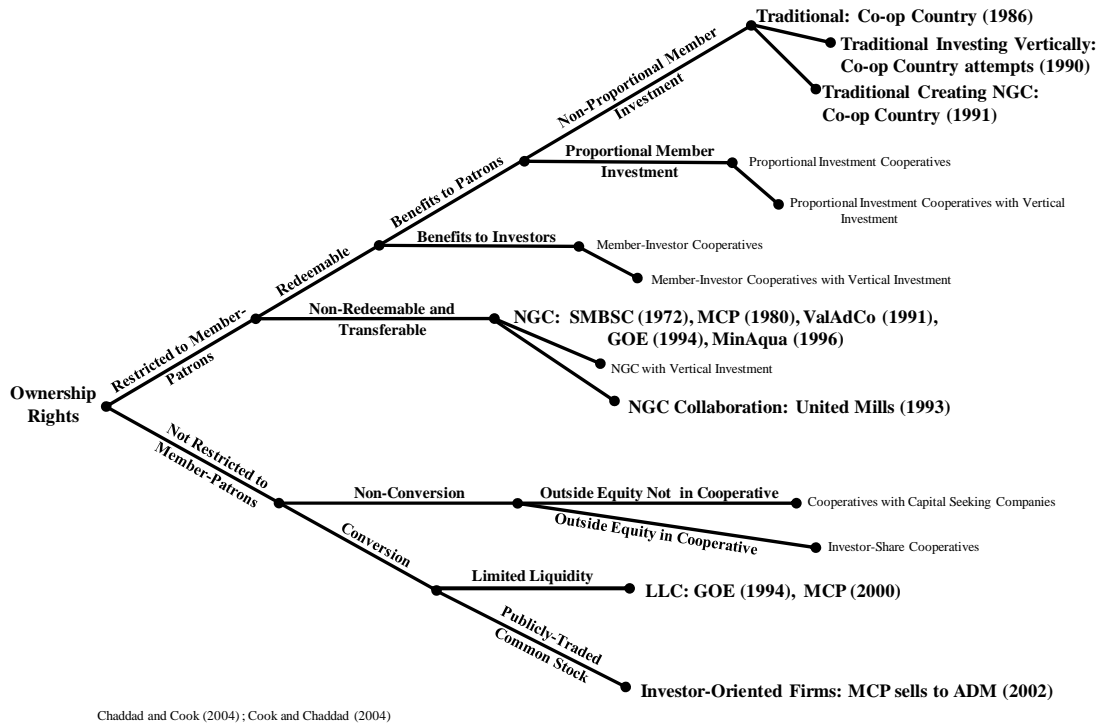 Traditional: Co-op Country (1986)
Traditional Investing Vertically:
Co-op Country attempts (1990)
Traditional Creating NGC:
Co-op Country (1991)
Non-Proportional Member
Investment
Proportional Member
Investment
Proportional Investment Cooperatives
Proportional Investment Cooperatives with Vertical
Investment
Benefits to Patrons
Benefits to Investors
Member-Investor Cooperatives
Member-Investor Cooperatives with Vertical Investment
Redeemable
Non-Redeemable and
Transferable
NGC: SMBSC (1972), MCP (1980), ValAdCo (1991),
GOE (1994), MinAqua (1996)
NGC with Vertical Investment
NGC Collaboration: United Mills (1993)
Restricted to Member-
Patrons
Ownership
Rights
Not Restricted to
Member-Patrons
Non-Conversion
Outside Equity Not in Cooperative
Cooperatives with Capital Seeking Companies
Outside Equity in Cooperative
Investor-Share Cooperatives
Conversion
Limited Liquidity
LLC: GOE (1994), MCP (2000)
Publicly-Traded
Common Stock
Investor-Oriented Firms: MCP sells to ADM (2002)
Chaddad and Cook (2004) ; Cook and Chaddad (2004)